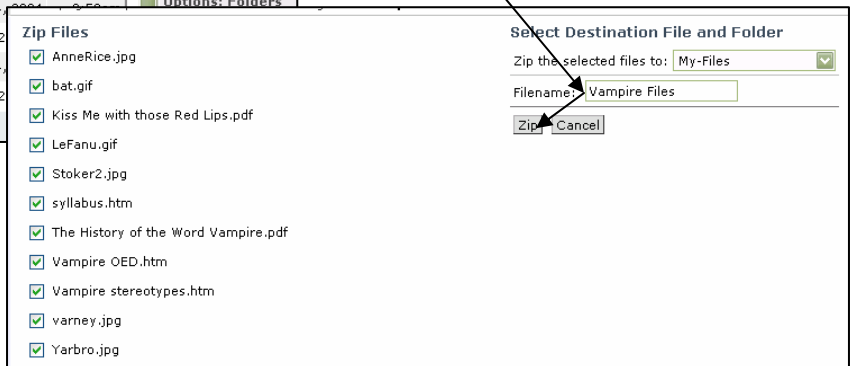 Options: Folders
Zip Files
AnneRice.jpg
bat.gif
Kiss Me with those Red Lips.pdf
LeFanu.gif
Stoker2.jpg
syllabus.htm
The History of the Word Vampire.pdf
Vampire OED.htm
Vampire stereotypes.htm
varney.jpg
Yarbro.jpg
Select Destination File and Folder
Zip the selected files to: My-Files
Filename: Vampire Files
Zip Cancel